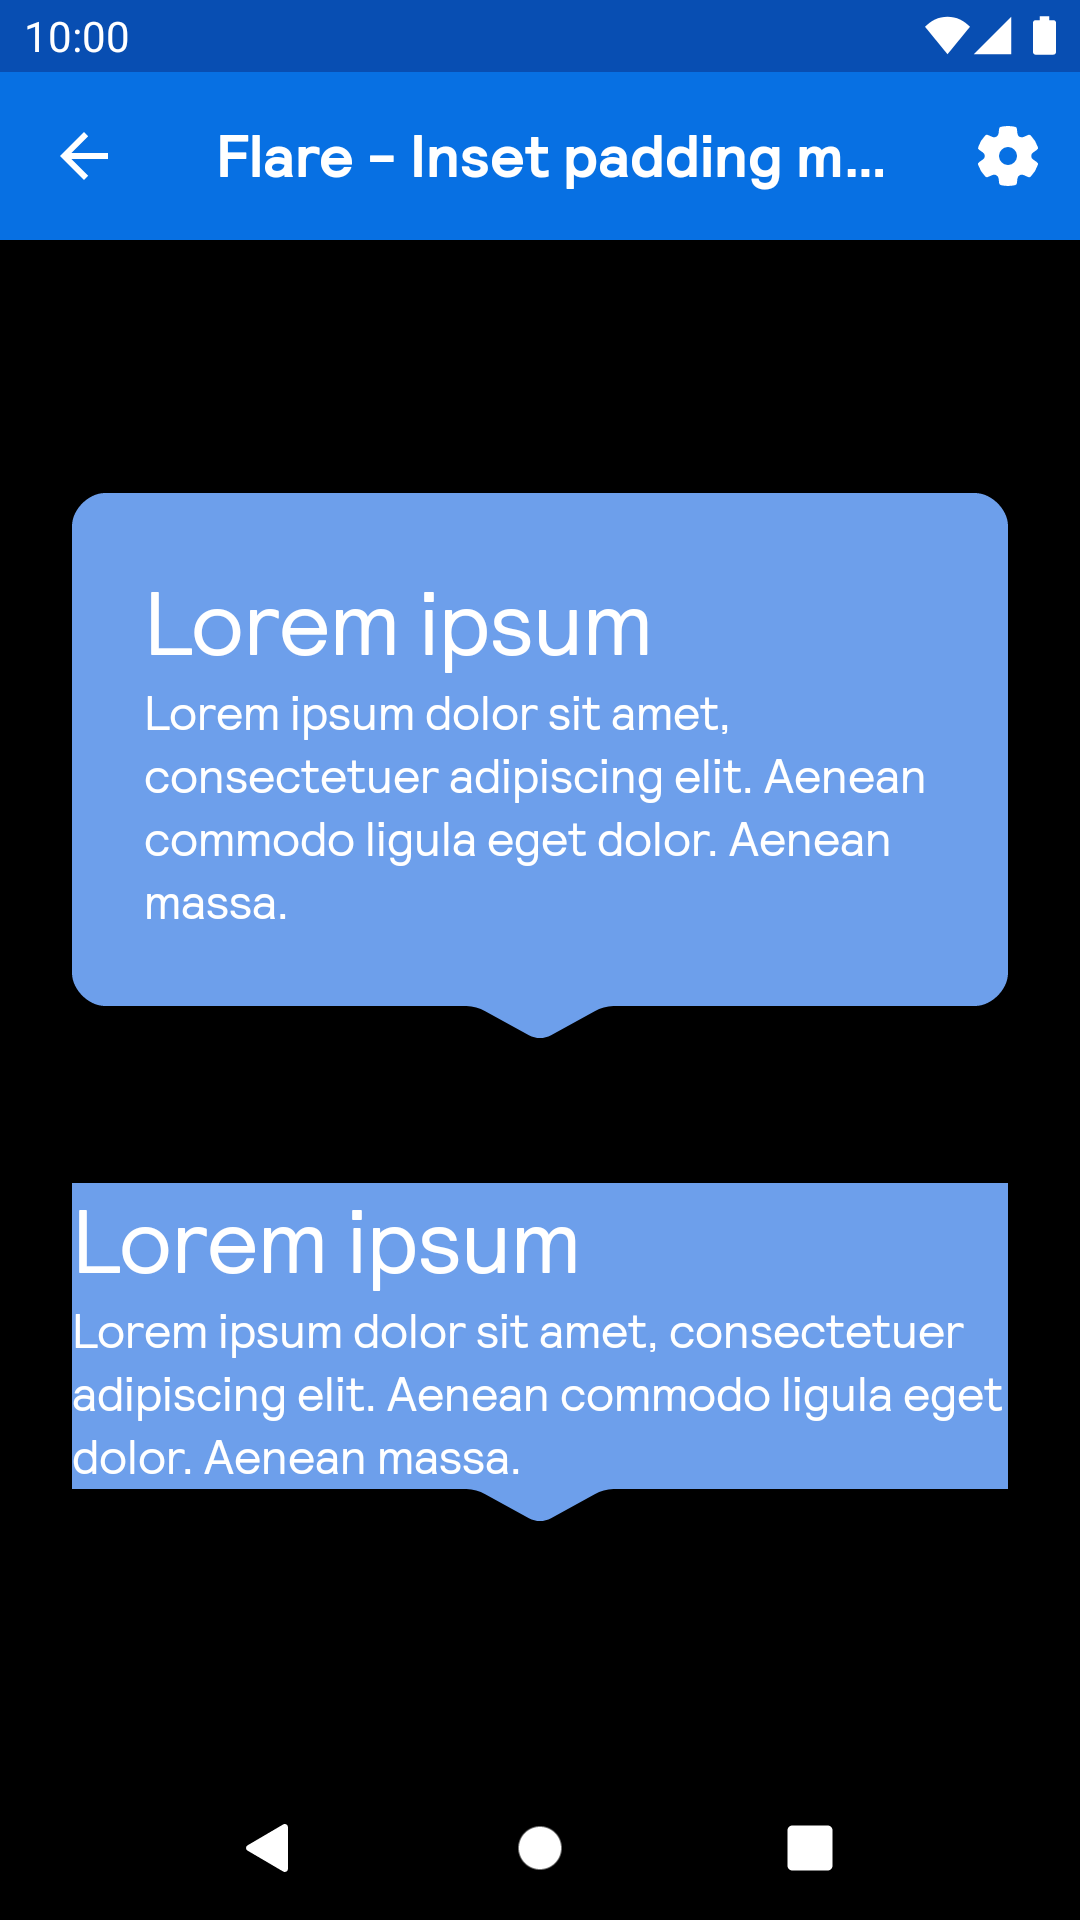 10:00
Flare - Inset padding m...
Lorem ipsum
Lorem ipsum dolor sit amet,
consectetuer adipiscing elit. Aenean
commodo ligula eget dolor. Aenean
massa.
Lorem ipsum
Lorem ipsum dolor sit amet, consectetuer
adipiscing elit. Aenean commodo ligula eget
dolor. Aenean massa.